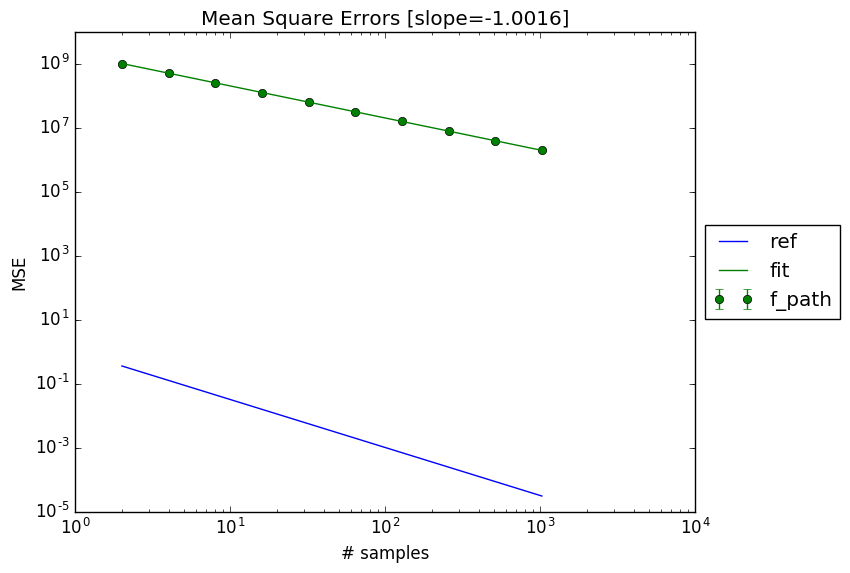 Mean Square Errors [slope=-1.0016]
10^9
10^7
10^5
10^3
10^1
10^-1
10^-3
10^-5
MSE
10^0
10^1
10^2
10^3
10^4
# samples
ref
fit
f_path